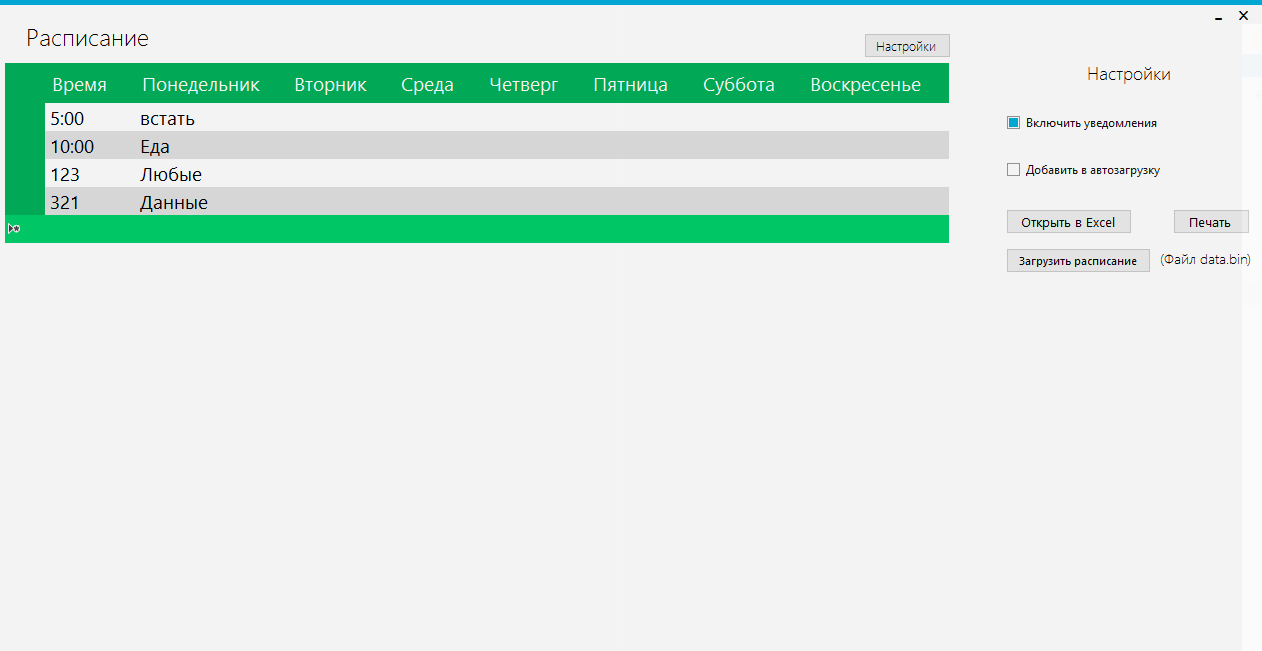 Расписание
Настройки
Время Понедельник Вторник Среда Четверг Пятница Суббота Воскресенье
5:00 встать
10:00 Еда
123 Любые
321 Данные
Настройки
Включить уведомления
Добавить в автозагрузку
Открыть в Excel Печать
Загрузить расписание (Файл data.bin)